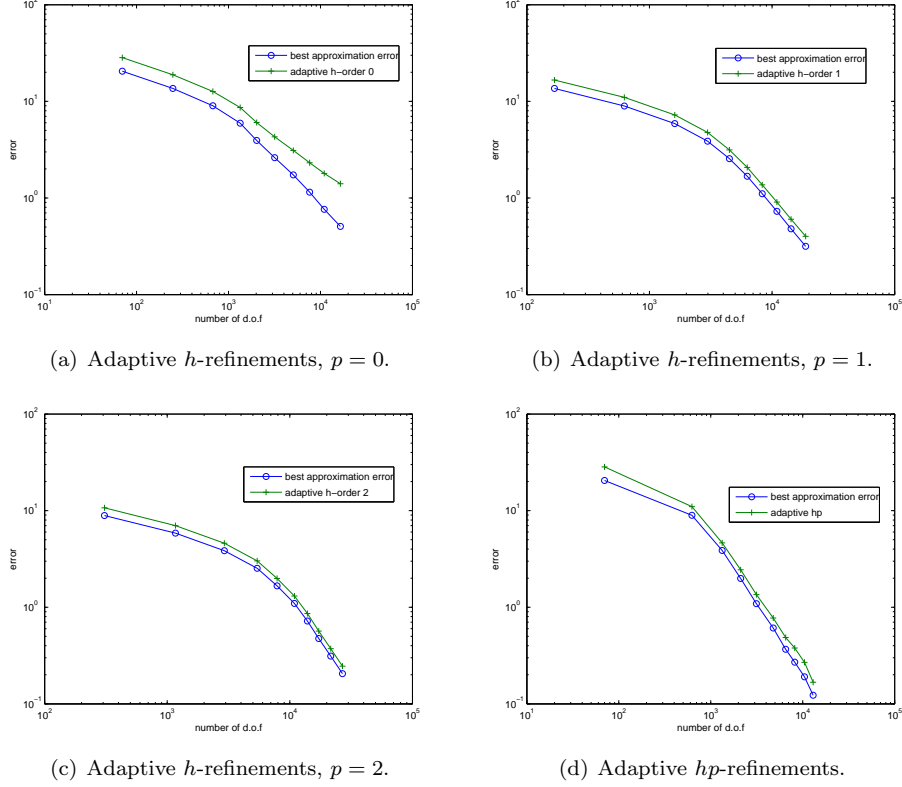 10^2
10^1
10^0
10^-1
error
best approximation error
adaptive h−order 0
10^1 10^2 10^3 10^4 10^5
number of d.o.f
(a) Adaptive h-refinements, p = 0.
10^2
10^1
10^0
10^-1
error
best approximation error
adaptive h−order 1
10^2 10^3 10^4 10^5
number of d.o.f
(b) Adaptive h-refinements, p = 1.
10^2
10^1
10^0
10^-1
error
best approximation error
adaptive h−order 2
10^2 10^3 10^4 10^5
number of d.o.f
(c) Adaptive h-refinements, p = 2.
10^2
10^1
10^0
10^-1
error
best approximation error
adaptive hp
10^1 10^2 10^3 10^4 10^5
number of d.o.f
(d) Adaptive hp-refinements.